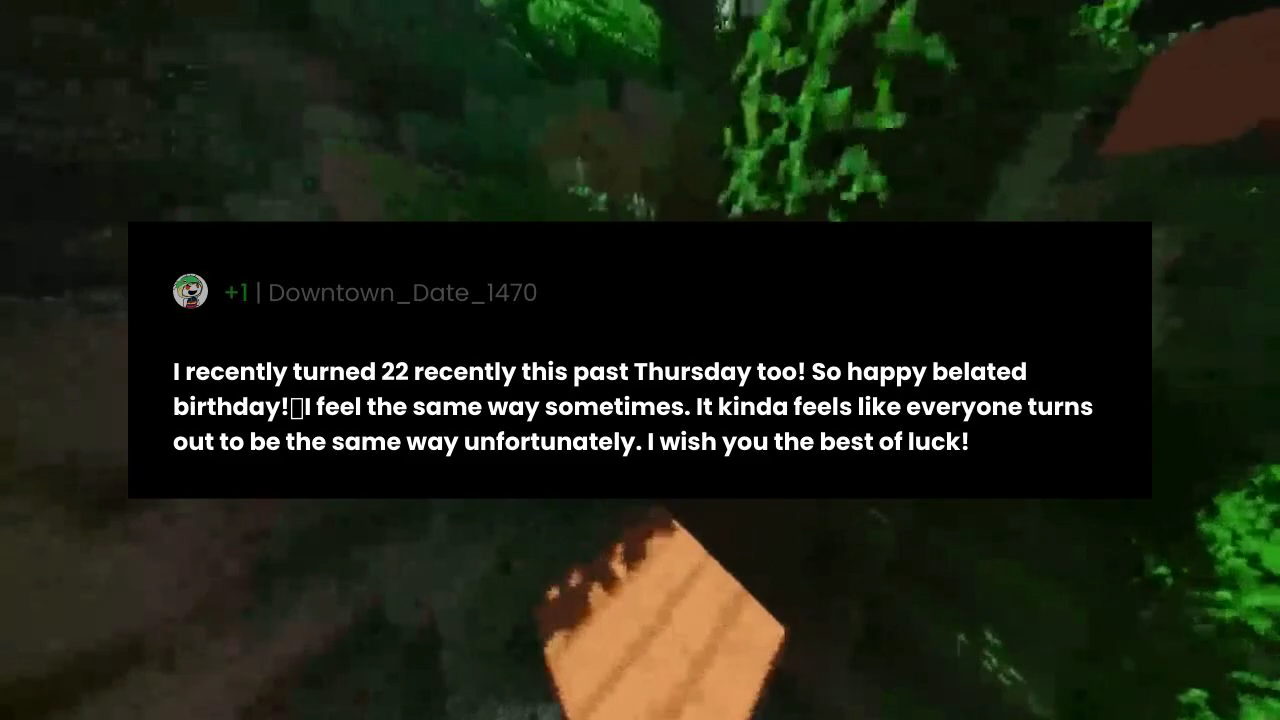 +1 | Downtown_Date_1470
I recently turned 22 recently this past Thursday too! So happy belated
birthday!▯I feel the same way sometimes. It kinda feels like everyone turns
out to be the same way unfortunately. I wish you the best of luck!